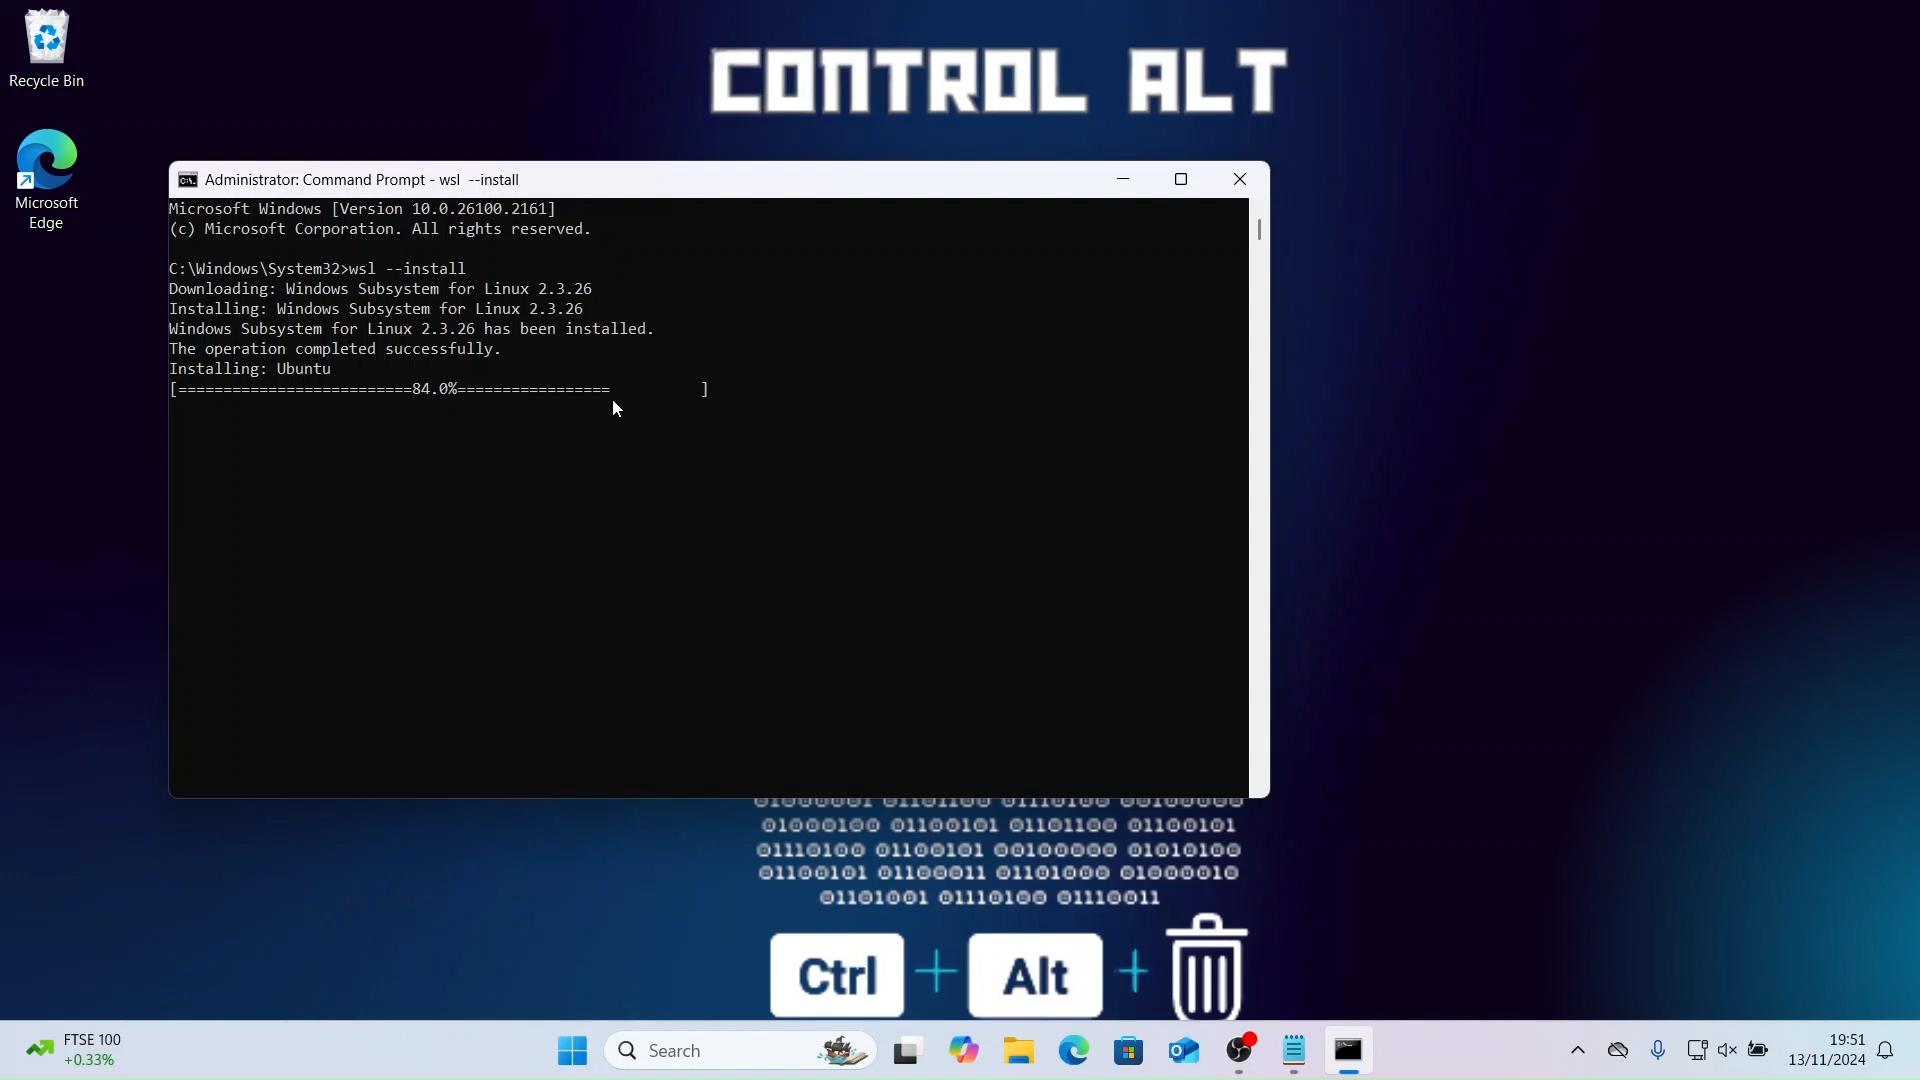 Recycle Bin
Microsoft
Edge
CONTROL ALT
Administrator: Command Prompt - wsl  --install
Microsoft Windows [Version 10.0.26100.2161]
(c) Microsoft Corporation. All rights reserved.
C:\Windows\System32>wsl --install
Downloading: Windows Subsystem for Linux 2.3.26
Installing: Windows Subsystem for Linux 2.3.26
Windows Subsystem for Linux 2.3.26 has been installed.
The operation completed successfully.
Installing: Ubuntu
[==========================84.0%=================          ]
01000001 01101100 01110100 00100000
01000100 01100101 01101100 01100101
01110100 01100101 00100000 01010100
01100101 01100011 01101000 01000010
01101001 01110100 01110011
Ctrl + Alt +
FTSE 100
+0.33%
Search
19:51
13/11/2024